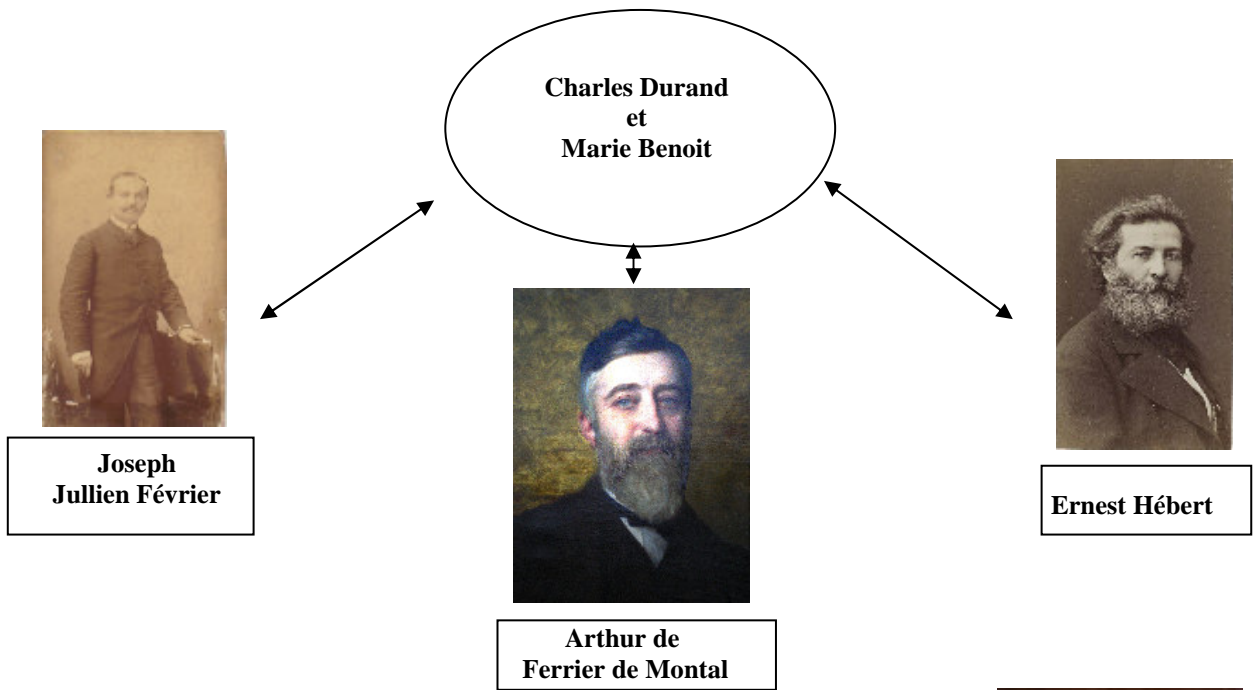 Charles Durand
et
Marie Benoit
Joseph
Jullien Février
Ernest Hébert
Arthur de
Ferrier de Montal